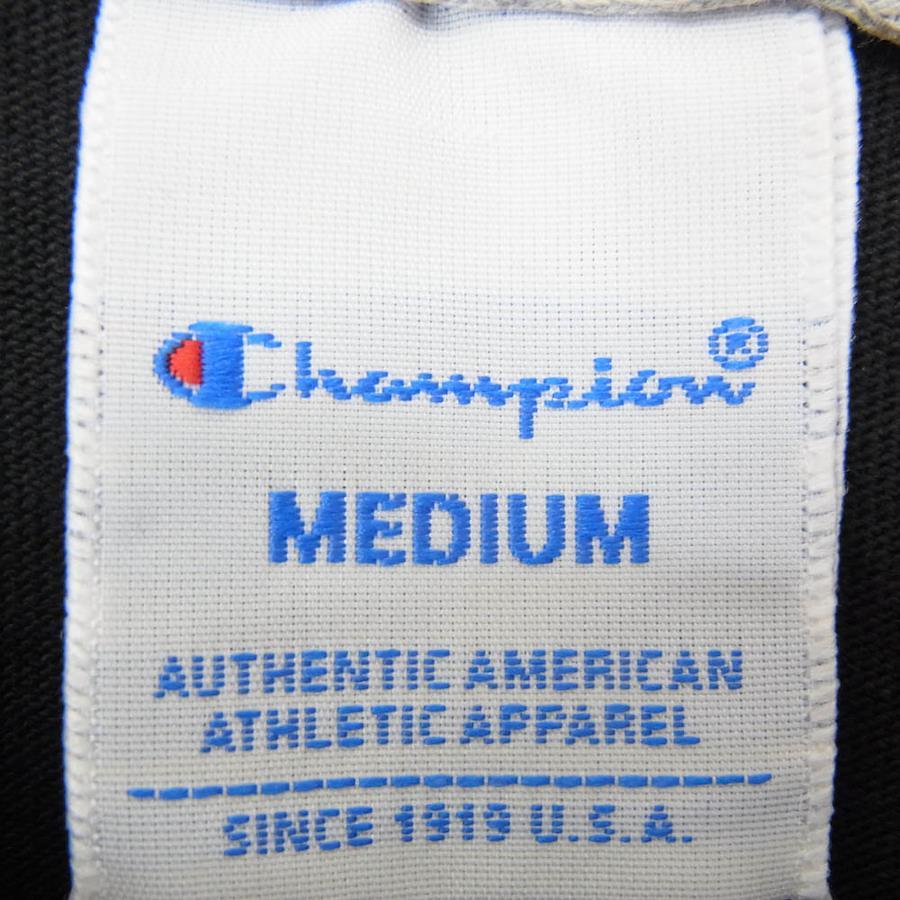 Champion®
MEDIUM
AUTHENTIC AMERICAN
ATHLETIC APPAREL
SINCE 1919 U.S.A.